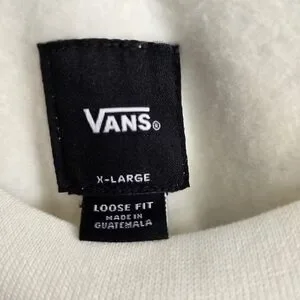 VANS®
X-LARGE
LOOSE FIT
MADE IN
GUATEMALA